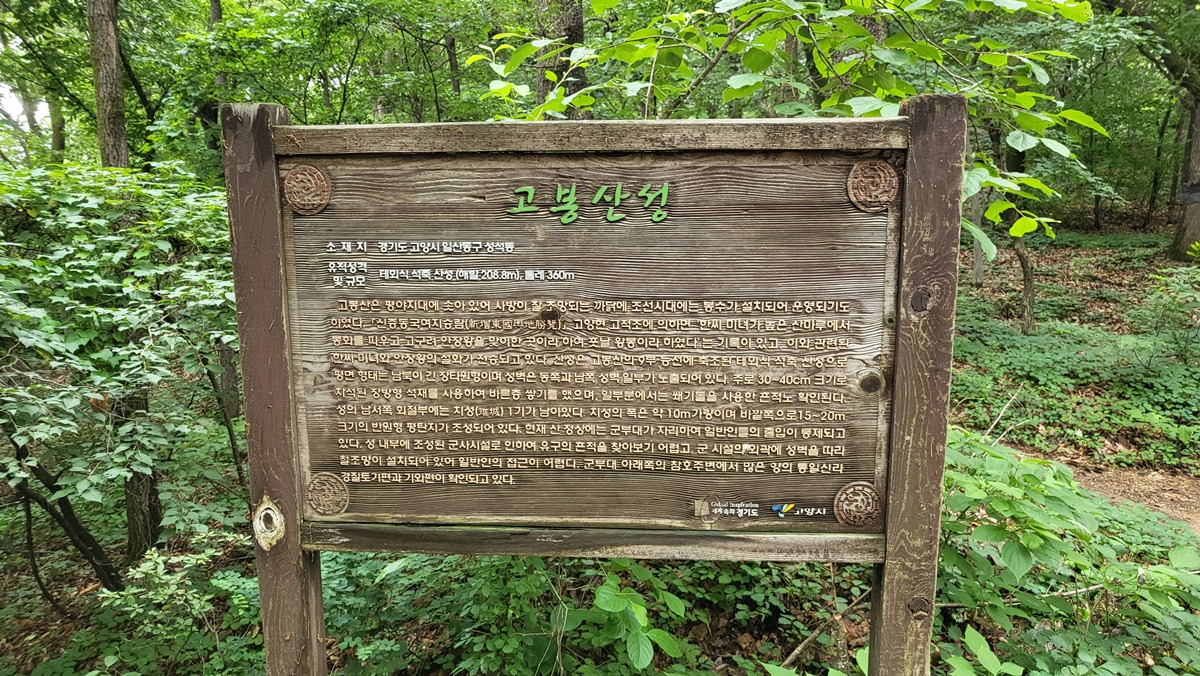 고봉산성
소 재 지 경기도 고양시 일산동구 성석동
유적성격
및 규모
테뫼식 석축 산성(해발 208.8m), 둘레 360m
고봉산은 평야지대에 솟아 있어 사방이 잘 조망되는 까닭에 조선시대에는 봉수가 설치되어 운영되기도
하였다. 『신증동국여지승람(新增東國輿地勝覽)』 고양현 고적조에 의하면, 한씨 미녀가 높은 산마루에서
봉화를 피우고 고구려 안장왕을 맞이한 곳이라 하여 훗날 왕봉이라 하였다 는 기록이 있고, 이와 관련된
한씨 미녀와 안장왕의 설화가 전승되고 있다. 산성은 고봉산의 9부 능선에 축조된 테뫼식 석축 산성으로
평면 형태는 남북이 긴 장타원형이며 성벽은 동쪽과 남쪽 성벽 일부가 노출되어 있다. 주로 30~40cm 크기로
치석된 장방형 석재를 사용하여 바른층 쌓기를 했으며, 일부분에서는 쐐기돌을 사용한 흔적도 확인된다.
성의 남서쪽 회절부에는 치성(雉城) 1기가 남아있다. 치성의 폭은 약 10m가량이며 바깥쪽으로15~20m
크기의 반원형 평탄지가 조성되어 있다. 현재 산 정상에는 군부대가 자리하며 일반인들의 출입이 통제되고
있다. 성 내부에 조성된 군사시설로 인하여 유구의 흔적을 찾아보기 어렵고, 군 시설의 외곽에 성벽을 따라
철조망이 설치되어 있어 일반인의 접근이 어렵다. 군부대 아래쪽의 참호주변에서 많은 양의 통일신라
경질토기편과 기와편이 확인되고 있다.
Global Inspiration
세계속의 경기도
고양시